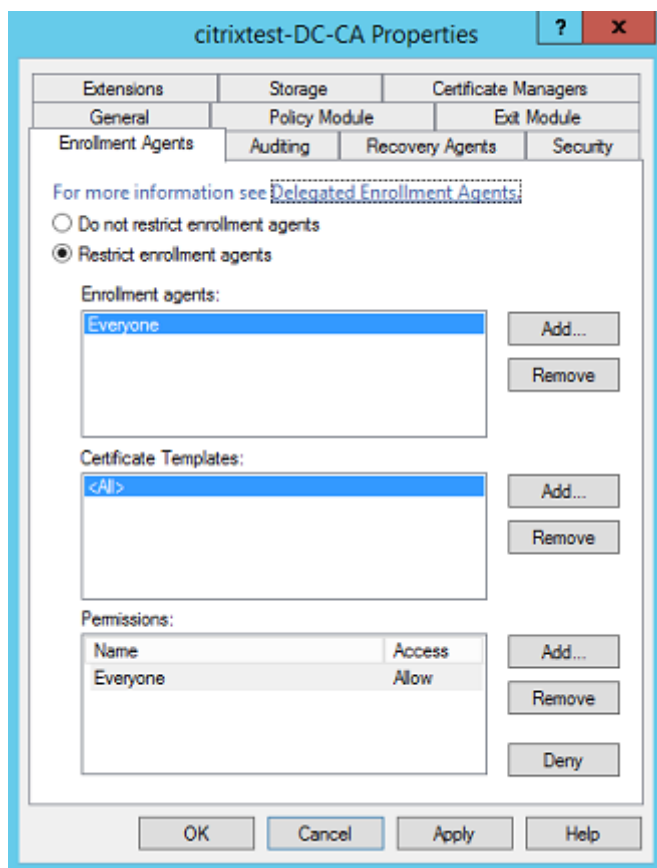 citrixtest-DC-CA Properties
? x
Extensions Storage Certificate Managers
General Policy Module Exit Module
Enrollment Agents Auditing Recovery Agents Security
For more information see Delegated Enrollment Agents.
Do not restrict enrollment agents
Restrict enrollment agents
Enrollment agents:
Everyone
Add...
Remove
Certificate Templates:
<All>
Add...
Remove
Permissions:
Name Access
Everyone Allow
Add...
Remove
Deny
OK Cancel Apply Help